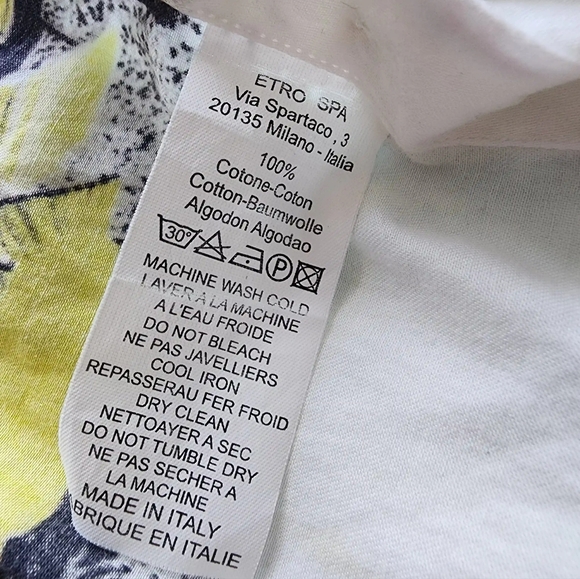 ETRO SPA
Via Spartaco , 3
20135 Milano - Italia
100%
Cotone-Coton
Cotton-Baumwolle
Algodon Algodao
30° P
MACHINE WASH COLD
LAVER A LA MACHINE
A L'EAU FROIDE
DO NOT BLEACH
NE PAS JAVELLIERS
COOL IRON
REPASSERAU FER FROID
DRY CLEAN
NETTOAYER A SEC
DO NOT TUMBLE DRY
NE PAS SECHER A
LA MACHINE
MADE IN ITALY
BRIQUE EN ITALIE